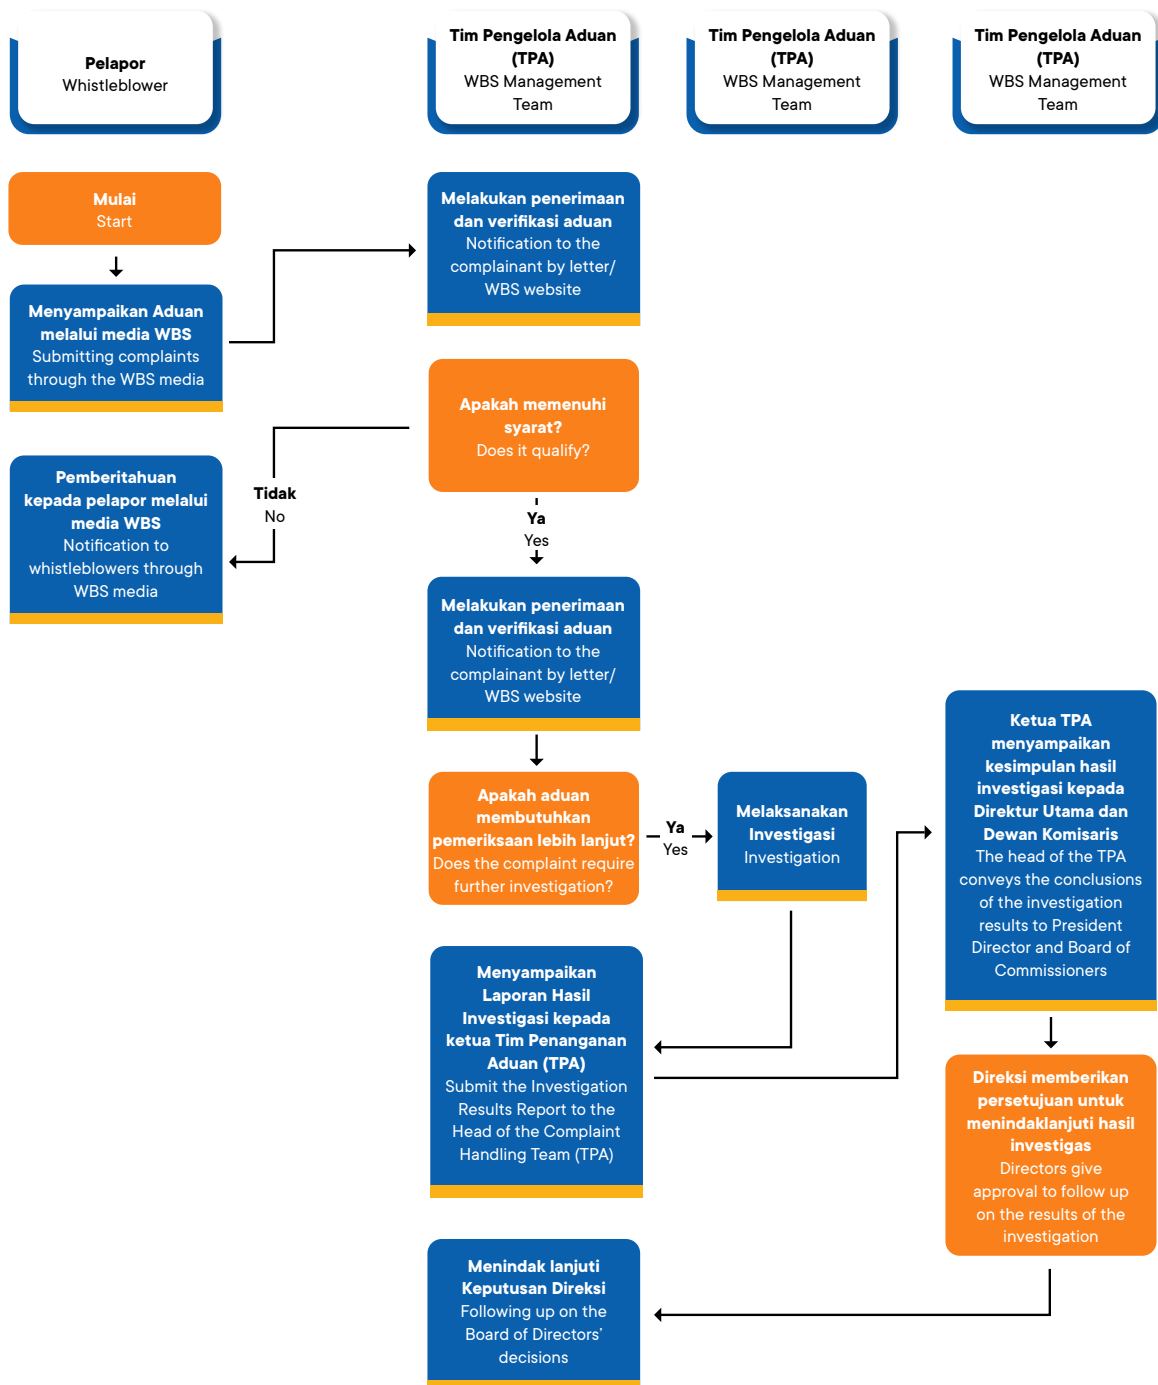 Pelapor
Whistleblower
Tim Pengelola Aduan
(TPA)
WBS Management
Team
Tim Pengelola Aduan
(TPA)
WBS Management
Team
Tim Pengelola Aduan
(TPA)
WBS Management
Team
Mulai
Start
Menyampaikan Aduan
melalui media WBS
Submitting complaints
through the WBS media
Melakukan penerimaan
dan verifikasi aduan
Notification to the
complainant by letter/
WBS website
Apakah memenuhi
syarat?
Does it qualify?
Tidak
No
Pemberitahuan
kepada pelapor melalui
media WBS
Notification to
whistleblowers through
WBS media
Ya
Yes
Melakukan penerimaan
dan verifikasi aduan
Notification to the
complainant by letter/
WBS website
Apakah aduan
membutuhkan
pemeriksaan lebih lanjut?
Does the complaint require
further investigation?
Ya
Yes
Melaksanakan
Investigasi
Investigation
Menyampaikan
Laporan Hasil
Investigasi kepada
ketua Tim Penanganan
Aduan (TPA)
Submit the Investigation
Results Report to the
Head of the Complaint
Handling Team (TPA)
Ketua TPA
menyampaikan
kesimpulan hasil
investigasi kepada
Direktur Utama dan
Dewan Komisaris
The head of the TPA
conveys the conclusions
of the investigation
results to President
Director and Board of
Commissioners
Direksi memberikan
persetujuan untuk
menindaklanjuti hasil
investigas
Directors give
approval to follow up
on the results of the
investigation
Menindak lanjuti
Keputusan Direksi
Following up on the
Board of Directors’
decisions